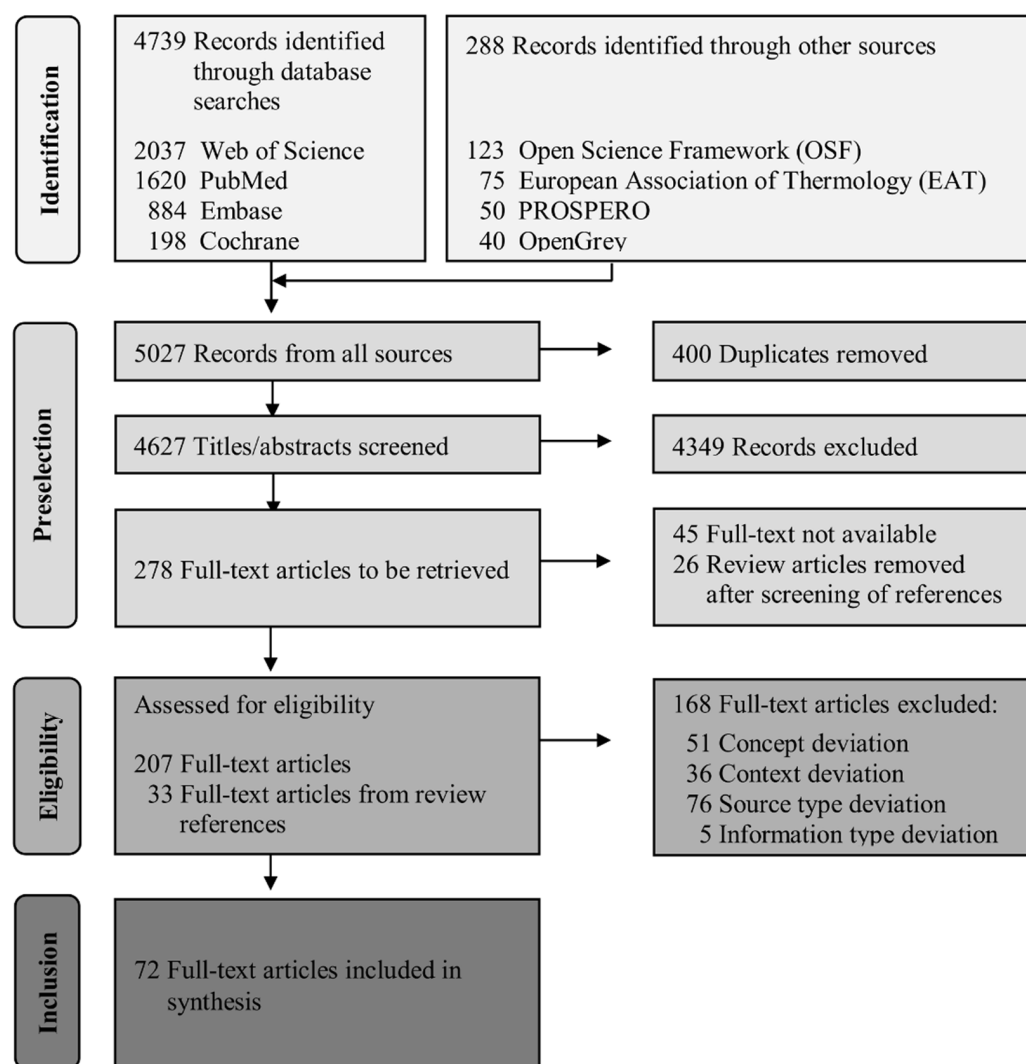 Identification
4739 Records identified
through database
searches
2037 Web of Science
1620 PubMed
884 Embase
198 Cochrane
288 Records identified through other sources
123 Open Science Framework (OSF)
75 European Association of Thermology (EAT)
50 PROSPERO
40 OpenGrey
Preselection
5027 Records from all sources
400 Duplicates removed
4627 Titles/abstracts screened
4349 Records excluded
278 Full-text articles to be retrieved
45 Full-text not available
26 Review articles removed
after screening of references
Eligibility
Assessed for eligibility
207 Full-text articles
33 Full-text articles from review
references
168 Full-text articles excluded:
51 Concept deviation
36 Context deviation
76 Source type deviation
5 Information type deviation
Inclusion
72 Full-text articles included in
synthesis